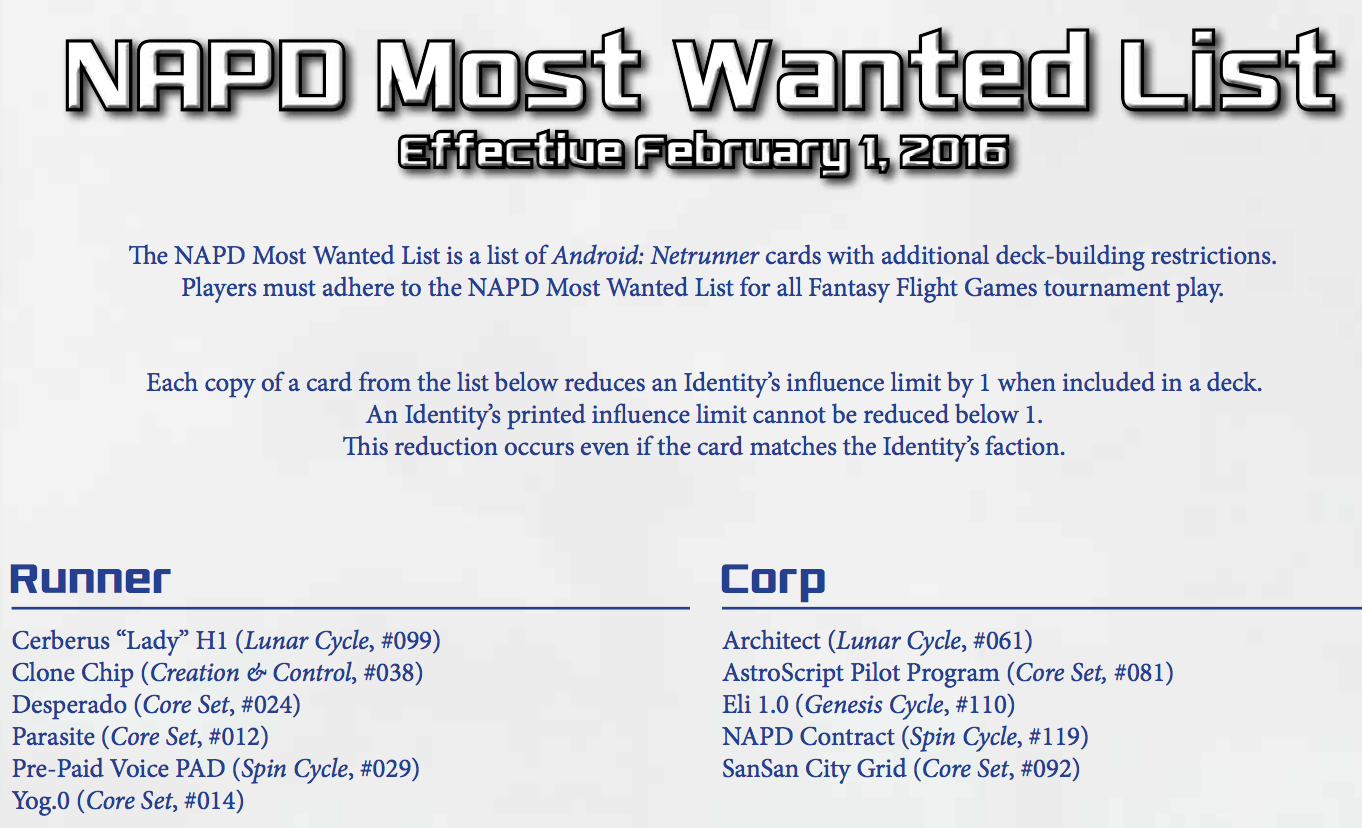 NAPD Most Wanted List
Effective February 1, 2016
The NAPD Most Wanted List is a list of Android: Netrunner cards with additional deck-building restrictions.
Players must adhere to the NAPD Most Wanted List for all Fantasy Flight Games tournament play.
Each copy of a card from the list below reduces an Identity’s influence limit by 1 when included in a deck.
An Identity’s printed influence limit cannot be reduced below 1.
This reduction occurs even if the card matches the Identity’s faction.
Runner
Cerberus “Lady” H1 (Lunar Cycle, #099)
Clone Chip (Creation & Control, #038)
Desperado (Core Set, #024)
Parasite (Core Set, #012)
Pre-Paid Voice PAD (Spin Cycle, #029)
Yog.0 (Core Set, #014)
Corp
Architect (Lunar Cycle, #061)
AstroScript Pilot Program (Core Set, #081)
Eli 1.0 (Genesis Cycle, #110)
NAPD Contract (Spin Cycle, #119)
SanSan City Grid (Core Set, #092)